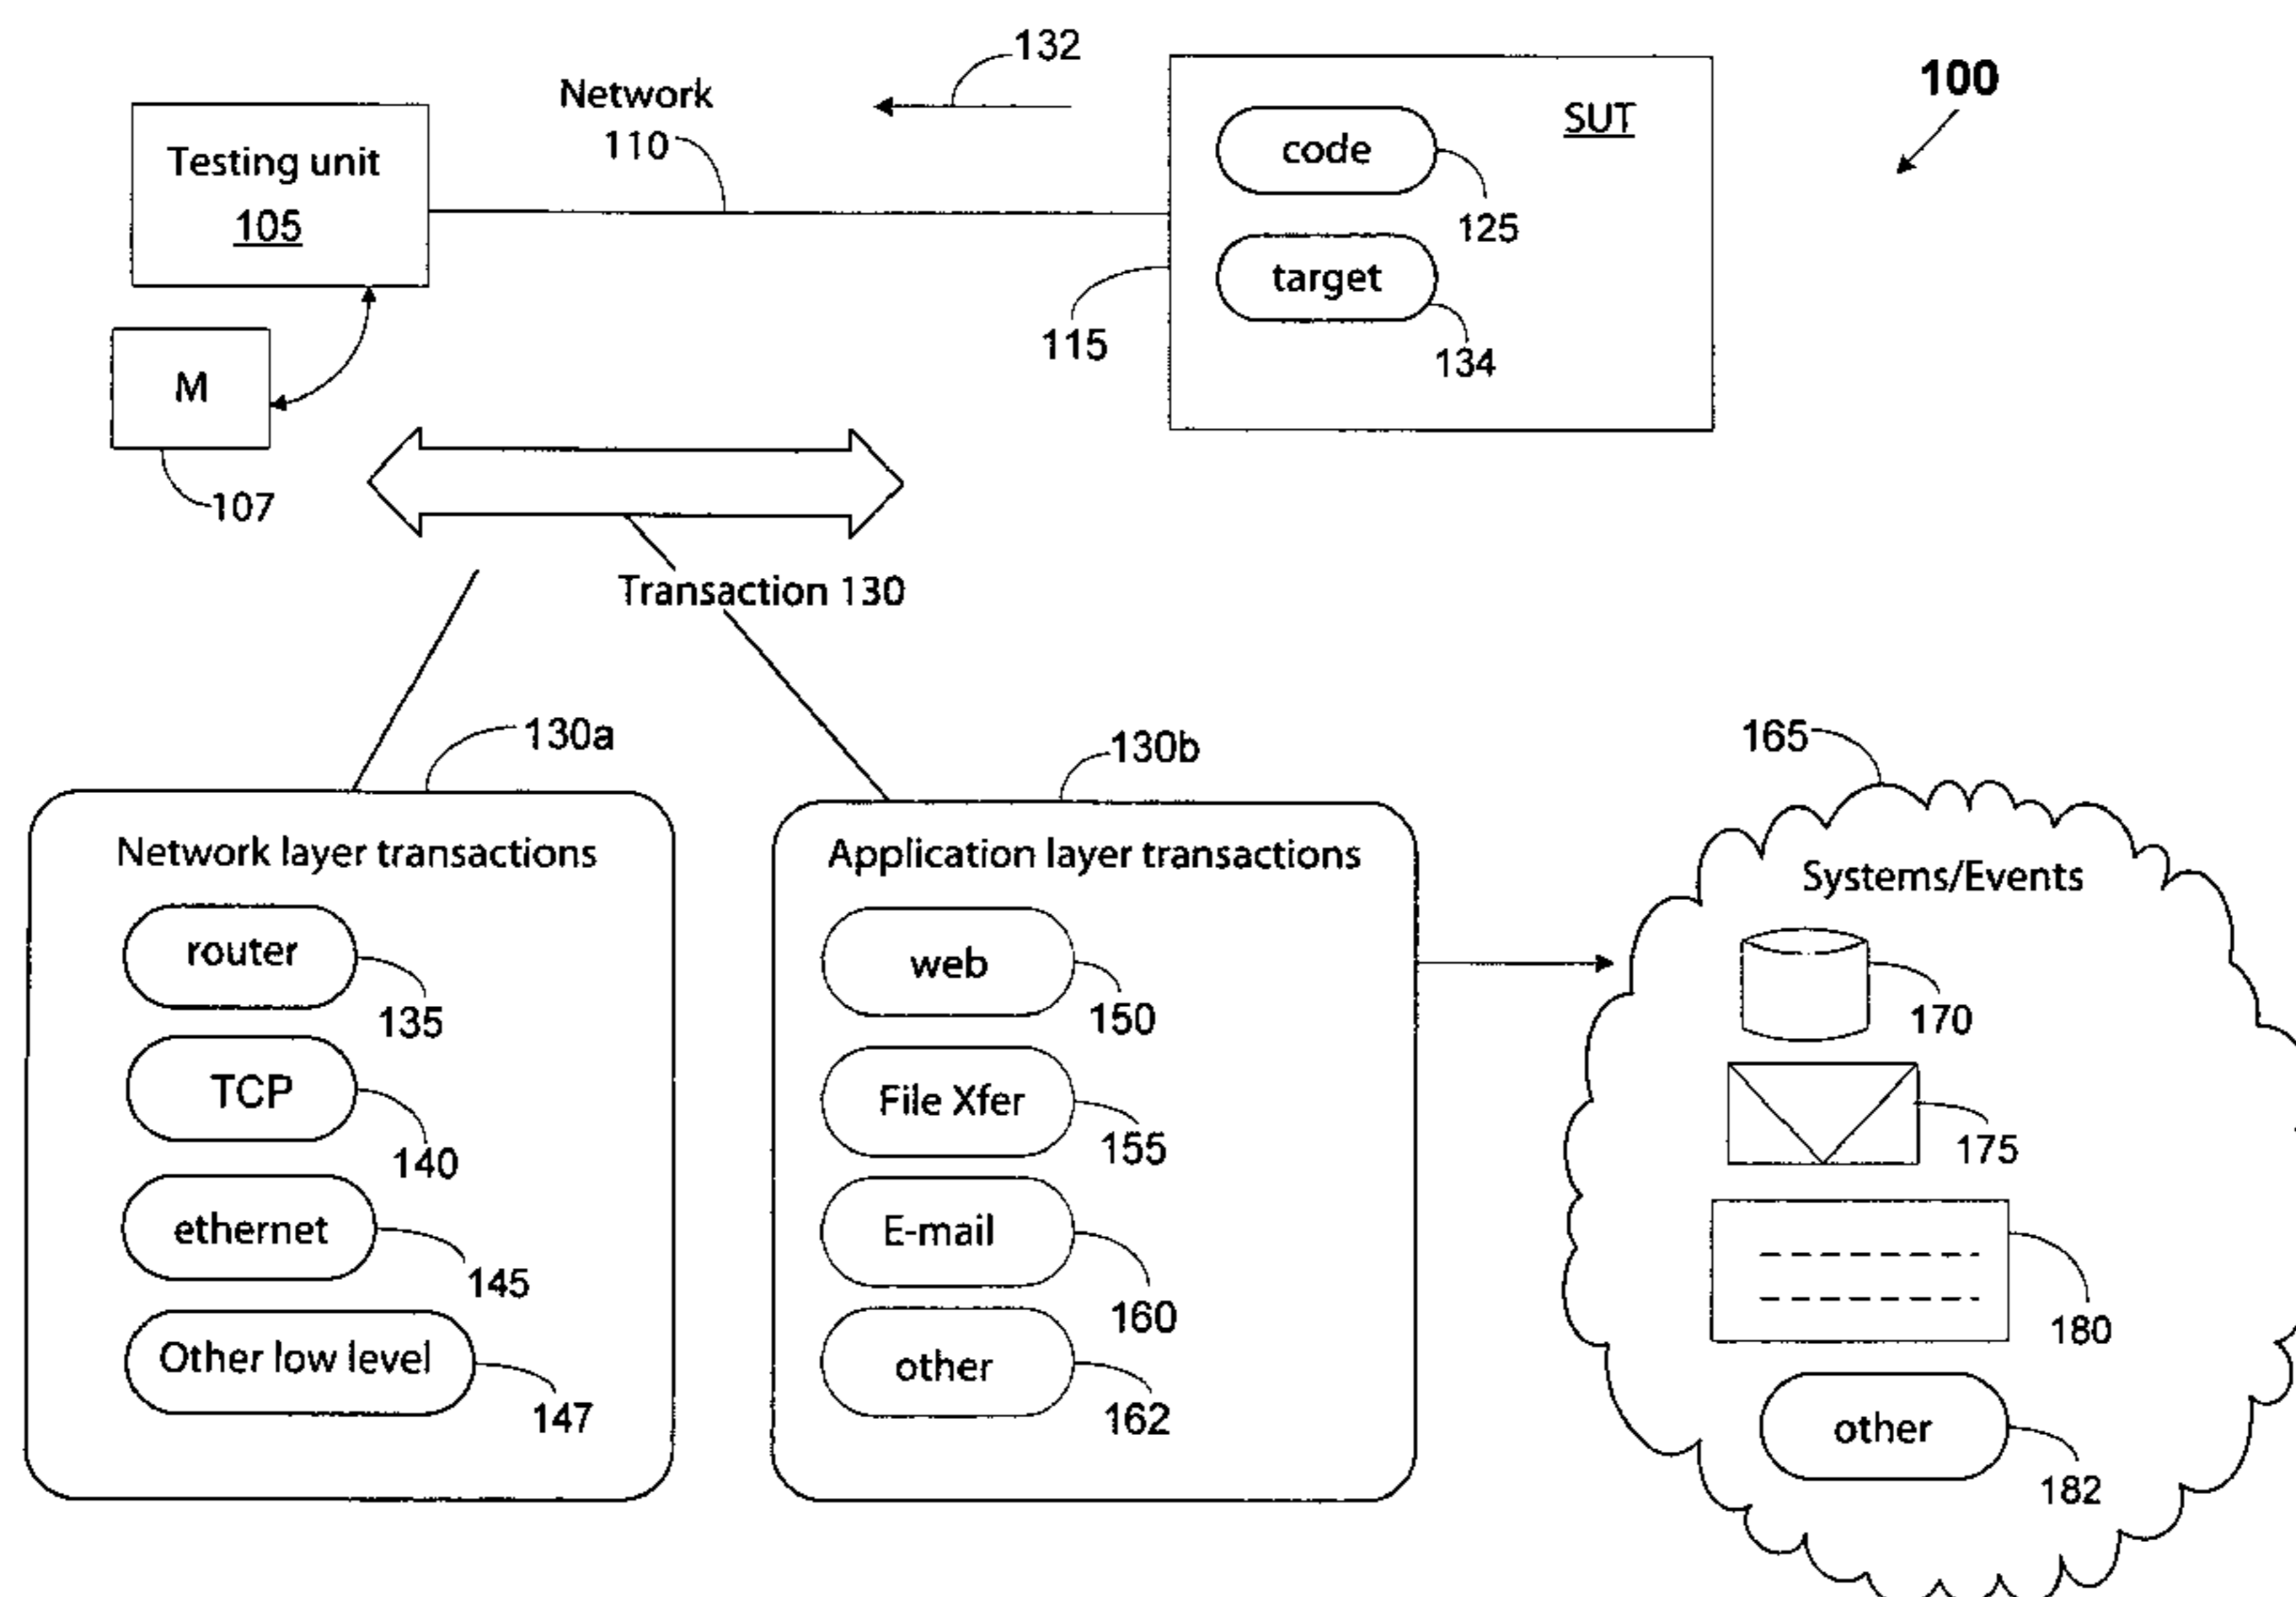 132
100
Network
110
Testing unit
105
SUT
code
125
target
134
115
M
107
Transaction 130
130a
130b
165
Network layer transactions
router
135
TCP
140
ethernet
145
Other low level
147
Application layer transactions
web
150
File Xfer
155
E-mail
160
other
162
Systems/Events
170
175
180
other
182